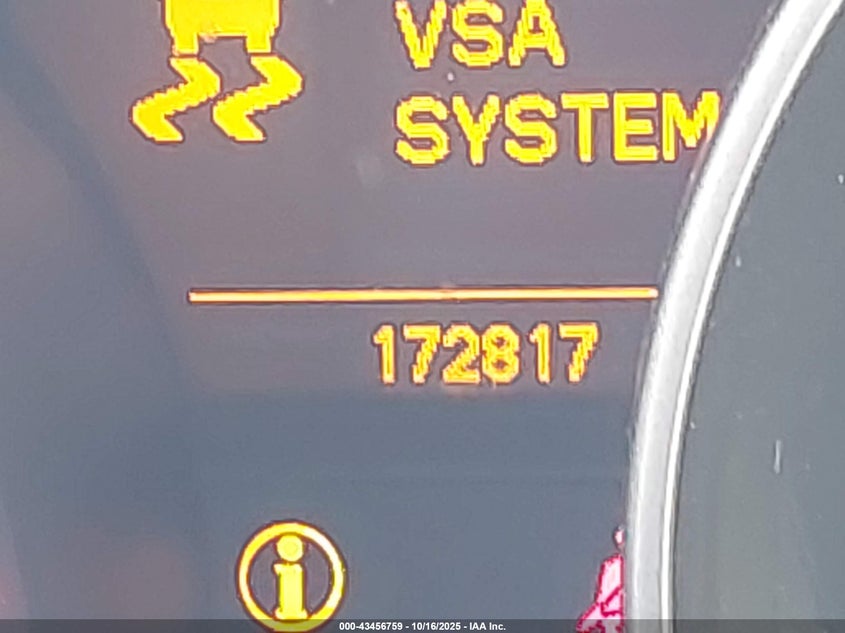 VSA
SYSTEM
172817
i
000-43456759 - 10/16/2025 - IAA Inc.